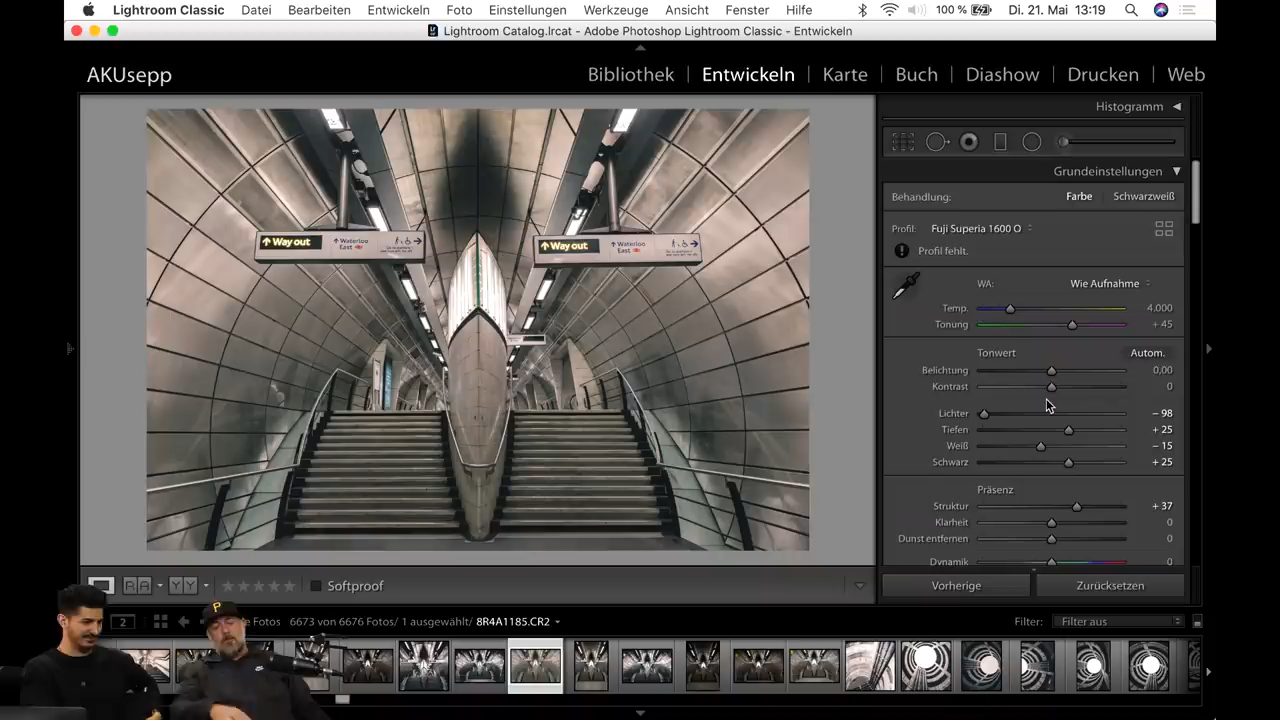 Lightroom Classic Datei Bearbeiten Entwickeln Foto Einstellungen Werkzeuge Ansicht Fenster Hilfe 100 % Di. 21. Mai 13:19
Lightroom Catalog.lrcat - Adobe Photoshop Lightroom Classic - Entwickeln
AKUsepp Bibliothek | Entwickeln | Karte | Buch | Diashow | Drucken | Web
Histogramm
Grundeinstellungen
Behandlung: Farbe | Schwarzweiß
Profil: Fuji Superia 1600 O
Profil fehlt.
WA: Wie Aufnahme
Temp. 4.000
Tonung + 45
Tonwert Autom.
Belichtung 0,00
Kontrast 0
Lichter − 98
Tiefen + 25
Weiß − 15
Schwarz + 25
Präsenz
Struktur + 37
Klarheit 0
Dunst entfernen 0
Dynamik 0
Way out Waterloo East
Way out Waterloo East
Softproof
Vorherige Zurücksetzen
2 Fotos 6673 von 6676 Fotos/ 1 ausgewählt/ 8R4A1185.CR2 Filter: Filter aus
P